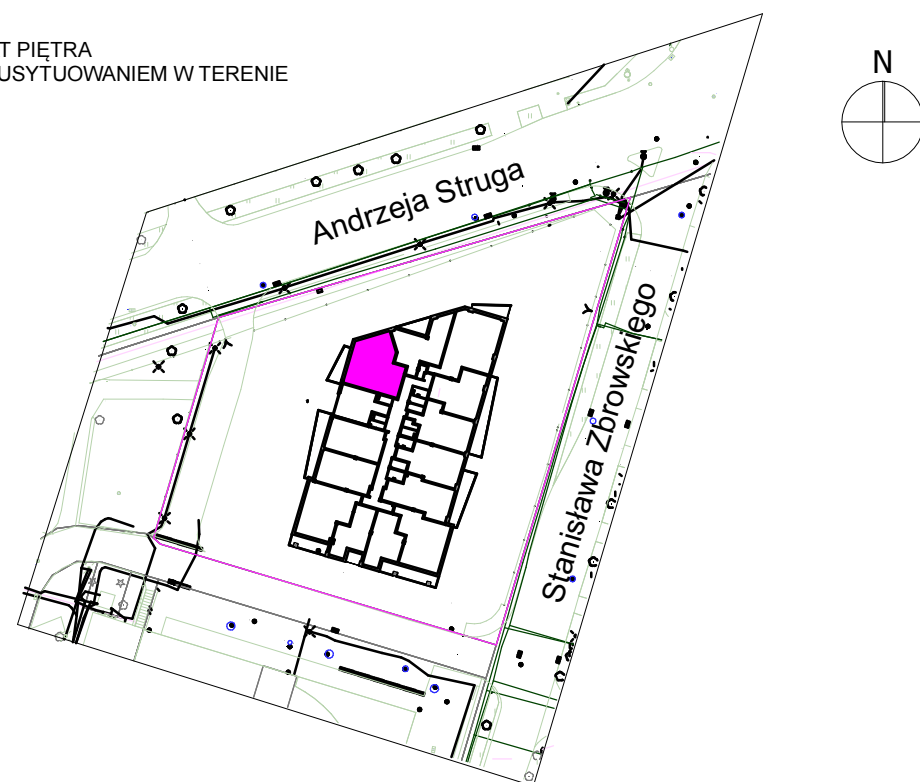 T PIĘTRA
USYTUOWANIEM W TERENIE
N
Andrzeja Struga
Stanisława Zbrowskiego